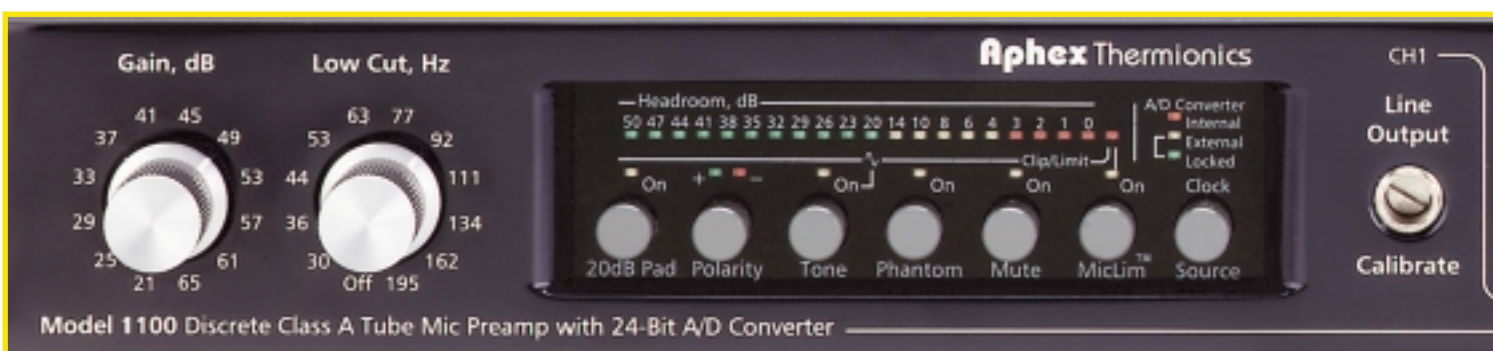 Aphex Thermionics
CH1
Gain, dB
21 25 29 33 37 41 45 49 53 57 61 65
Low Cut, Hz
Off 30 36 44 53 63 77 92 111 134 162 195
Headroom, dB
50 47 44 41 38 35 32 29 26 23 20 14 10 8 6 4 3 2 1 0
A/D Converter
Internal
External
Locked
Clip/Limit
On + - On On On On Clock
20dB Pad Polarity Tone Phantom Mute MicLim™ Source
Line
Output
Calibrate
Model 1100 Discrete Class A Tube Mic Preamp with 24-Bit A/D Converter